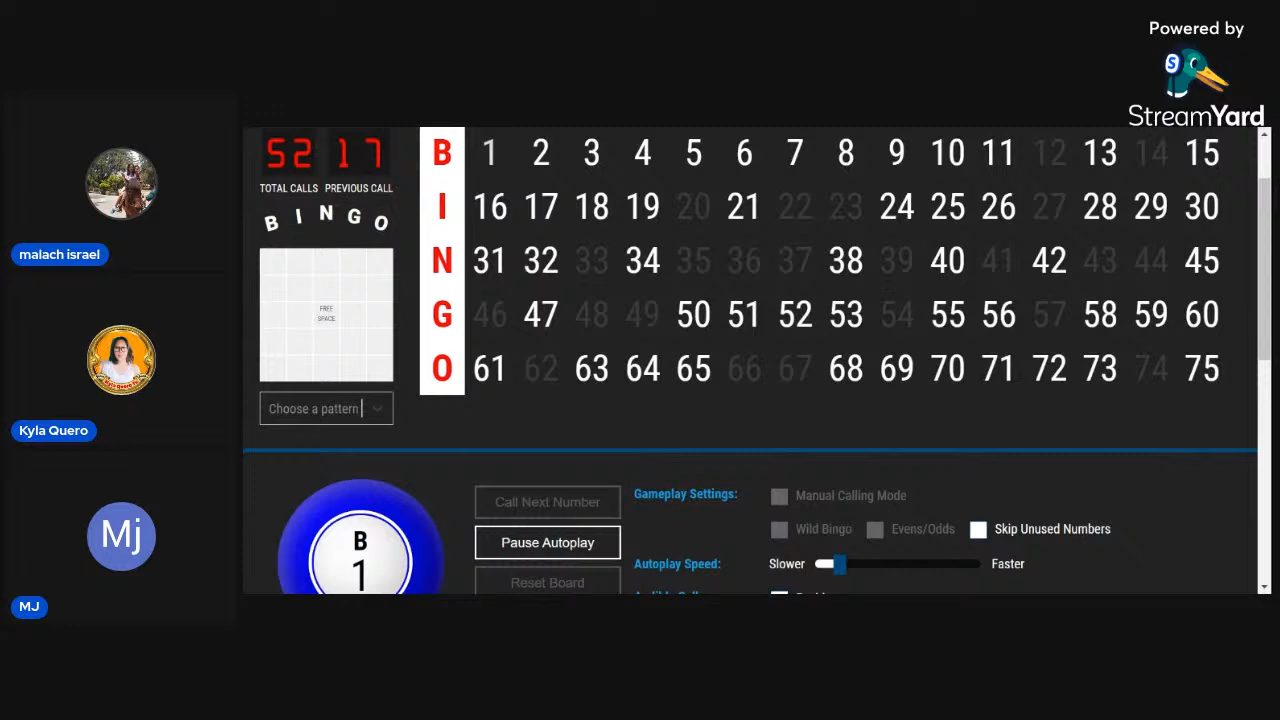 Powered by
S
StreamYard
malach israel
Kyla Quero
Mj
MJ
52 17
TOTAL CALLS PREVIOUS CALL
B I N G O
FREE
SPACE
Choose a pattern
B 1 2 3 4 5 6 7 8 9 10 11 12 13 14 15
I 16 17 18 19 20 21 22 23 24 25 26 27 28 29 30
N 31 32 33 34 35 36 37 38 39 40 41 42 43 44 45
G 46 47 48 49 50 51 52 53 54 55 56 57 58 59 60
O 61 62 63 64 65 66 67 68 69 70 71 72 73 74 75
B
1
Call Next Number
Pause Autoplay
Reset Board
Gameplay Settings: Manual Calling Mode
Wild Bingo Evens/Odds Skip Unused Numbers
Autoplay Speed: Slower Faster